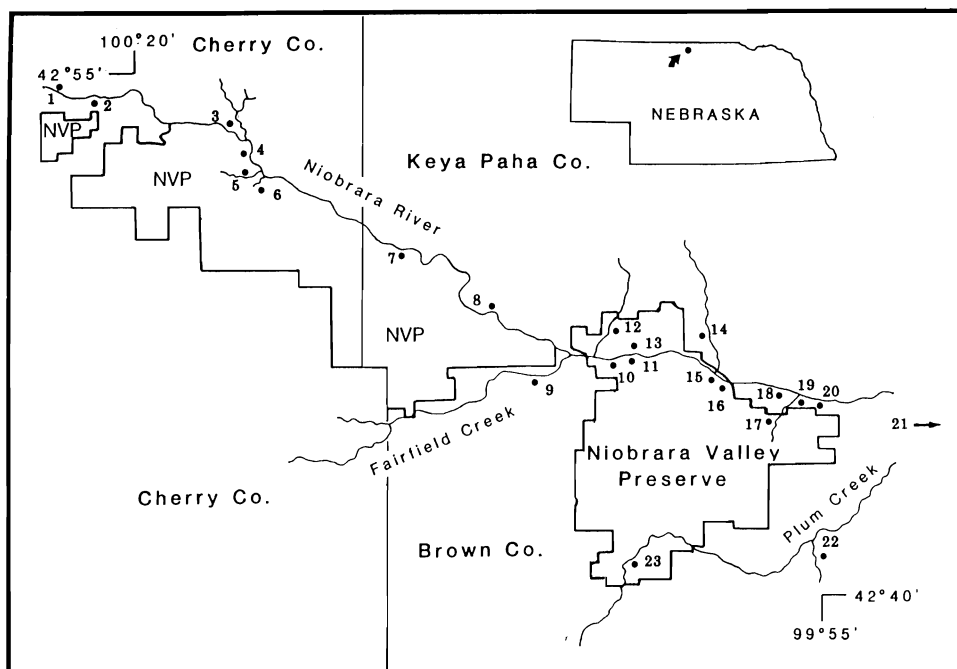 100°20'
Cherry Co.
42°55'
1
2
NVP
3
4
NVP
5
6
NEBRASKA
Keya Paha Co.
Niobrara River
7
8
NVP
12
13
14
10
11
9
15
16
18
19
20
17
21
Fairfield Creek
Niobrara Valley
Preserve
Cherry Co.
Plum Creek
Brown Co.
22
23
42°40'
99°55'